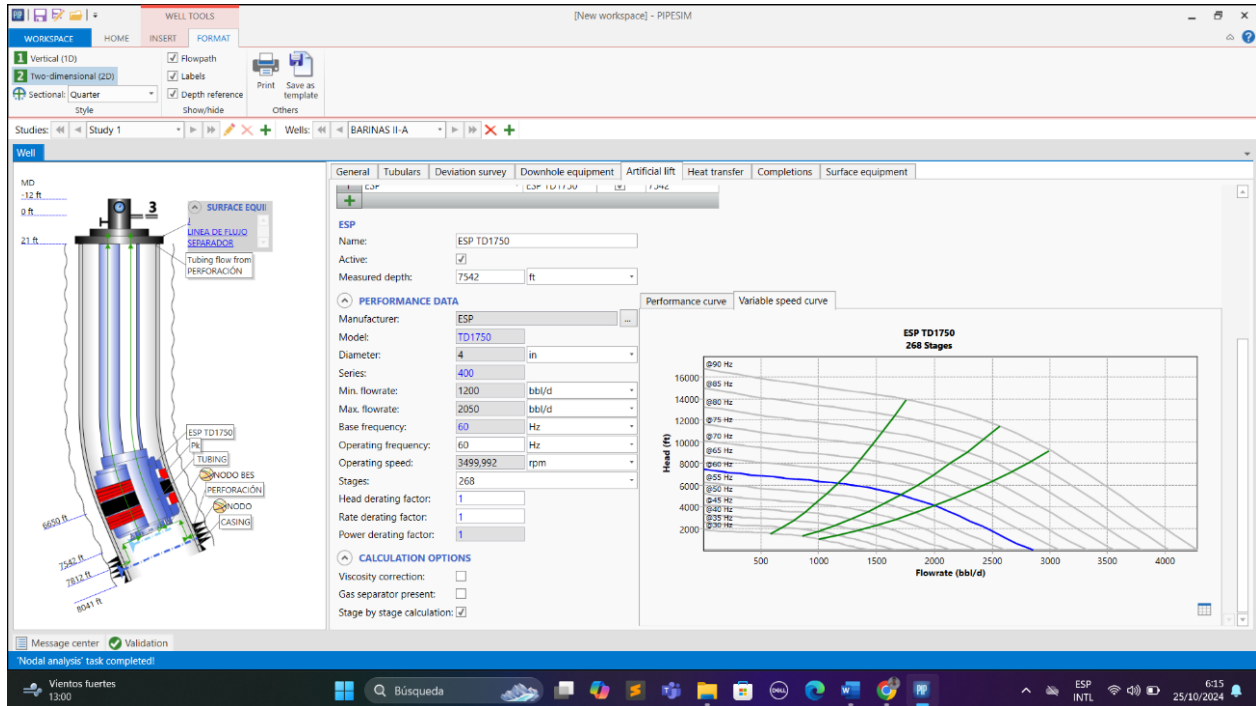 [New workspace] - PIPESIM
WELL TOOLS
WORKSPACE HOME INSERT FORMAT
1 Vertical (1D)
2 Two-dimensional (2D)
Sectional: Quarter
Style
Flowpath
Labels
Depth reference
Show/hide
Print
Save as template
Others
Studies: Study 1 Wells: BARINAS II-A
Well
MD
-12 ft
0 ft
21 ft
3
SURFACE EQUI
J
LINEA DE FLUJO
SEPARADOR
Tubing flow from
PERFORACIÓN
ESP TD1750
Pk
TUBING
NODO BES
PERFORACIÓN
NODO
CASING
6650 ft
7542 ft
7812 ft
8041 ft
General Tubulars Deviation survey Downhole equipment Artificial lift Heat transfer Completions Surface equipment
1 ESP ESP TD1750 7542
ESP
Name: ESP TD1750
Active:
Measured depth: 7542 ft
PERFORMANCE DATA
Manufacturer: ESP ...
Model: TD1750
Diameter: 4 in
Series: 400
Min. flowrate: 1200 bbl/d
Max. flowrate: 2050 bbl/d
Base frequency: 60 Hz
Operating frequency: 60 Hz
Operating speed: 3499,992 rpm
Stages: 268
Head derating factor: 1
Rate derating factor: 1
Power derating factor: 1
CALCULATION OPTIONS
Viscosity correction:
Gas separator present:
Stage by stage calculation:
Performance curve Variable speed curve
ESP TD1750
268 Stages
Head (ft)
16000
14000
12000
10000
8000
6000
4000
2000
@90 Hz
@85 Hz
@80 Hz
@75 Hz
@70 Hz
@65 Hz
@60 Hz
@55 Hz
@50 Hz
@45 Hz
@40 Hz
@35 Hz
@30 Hz
500 1000 1500 2000 2500 3000 3500 4000
Flowrate (bbl/d)
Message center Validation
'Nodal analysis' task completed!
Vientos fuertes
13:00
Búsqueda
DELL
PIP
ESP
INTL
6:15
25/10/2024